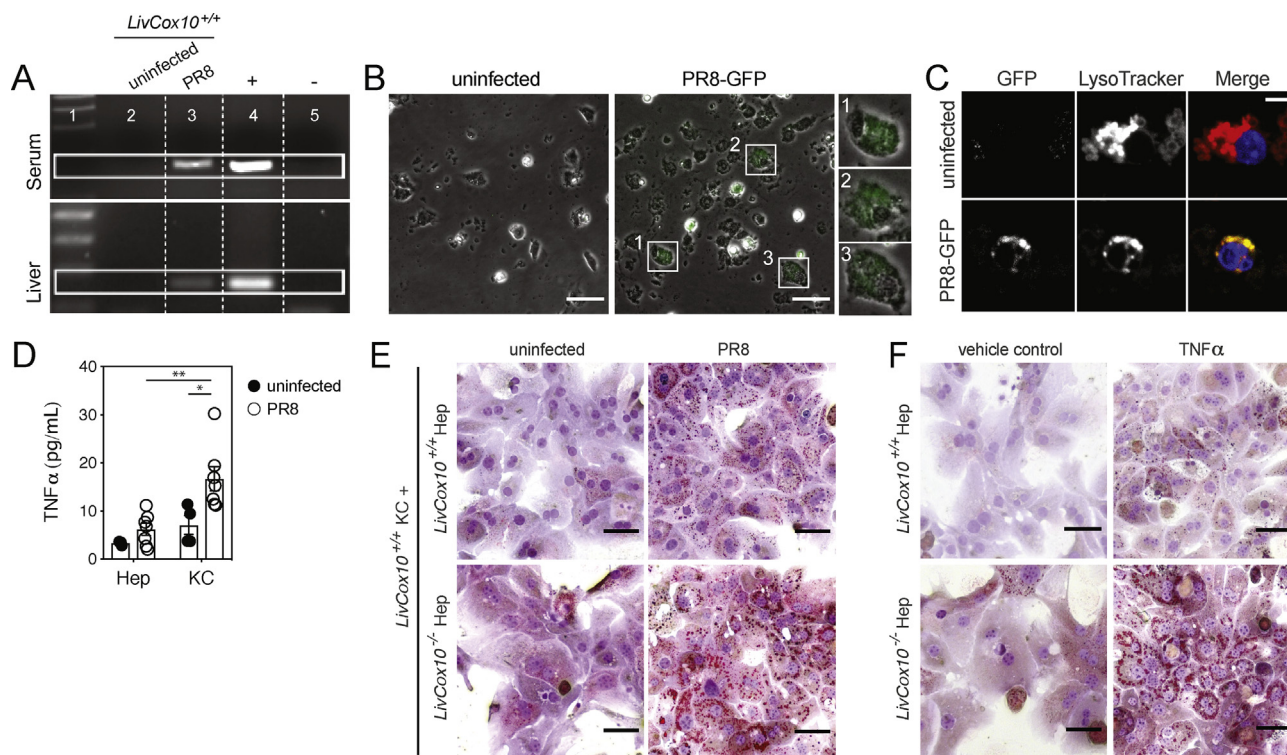 A
LivCox10+/+
uninfected
PR8
+
-
1 2 3 4 5
Serum
Liver
B
uninfected
PR8-GFP
1
2
3
1
2
3
C
GFP
LysoTracker
Merge
uninfected
PR8-GFP
D
TNFα (pg/mL)
40
30
20
10
0
**
*
uninfected
PR8
Hep
KC
E
uninfected
PR8
LivCox10+/+ KC +
LivCox10+/+ Hep
LivCox10-/- Hep
F
vehicle control
TNFα
LivCox10+/+ Hep
LivCox10-/- Hep